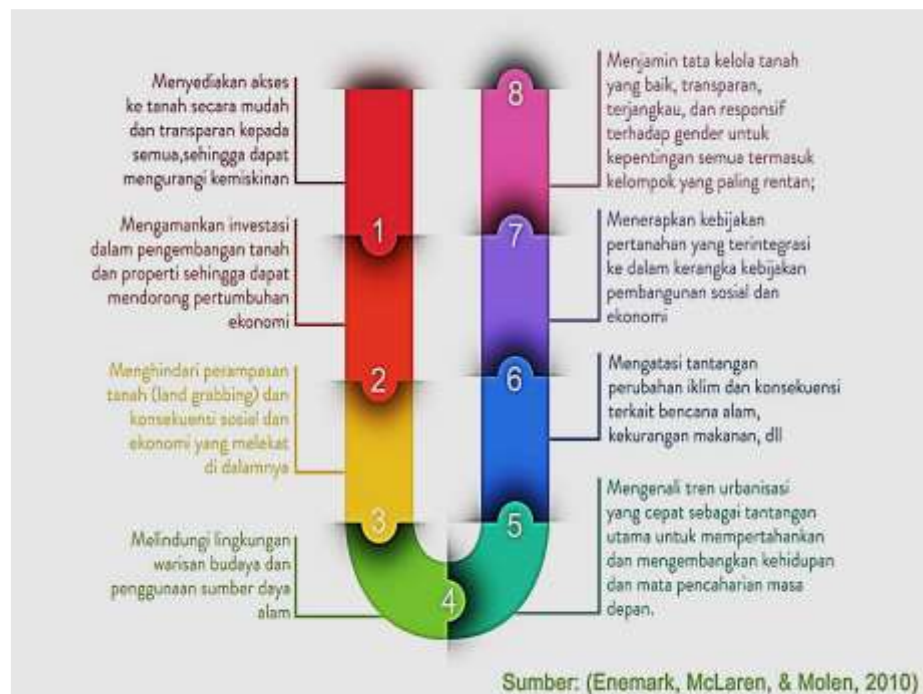 Menyediakan akses
ke tanah secara mudah
dan transparan kepada
semua,sehingga dapat
mengurangi kemiskinan
1
Mengamankan investasi
dalam pengembangan tanah
dan properti sehingga dapat
mendorong pertumbuhan
ekonomi
2
Menghindari perampasan
tanah (land grabbing) dan
konsekuensi sosial dan
ekonomi yang melekat
di dalamnya
3
Melindungi lingkungan
warisan budaya dan
penggunaan sumber daya
alam
4
Mengenali tren urbanisasi
yang cepat sebagai tantangan
utama untuk mempertahankan
dan mengembangkan kehidupan
dan mata pencaharian masa
depan.
5
Mengatasi tantangan
perubahan iklim dan konsekuensi
terkait bencana alam,
kekurangan makanan, dll
6
Menerapkan kebijakan
pertanahan yang terintegrasi
ke dalam kerangka kebijakan
pembangunan sosial dan
ekonomi
7
Menjamin tata kelola tanah
yang baik, transparan,
terjangkau, dan responsif
terhadap gender untuk
kepentingan semua termasuk
kelompok yang paling rentan;
8
Sumber: (Enemark, McLaren, & Molen, 2010)